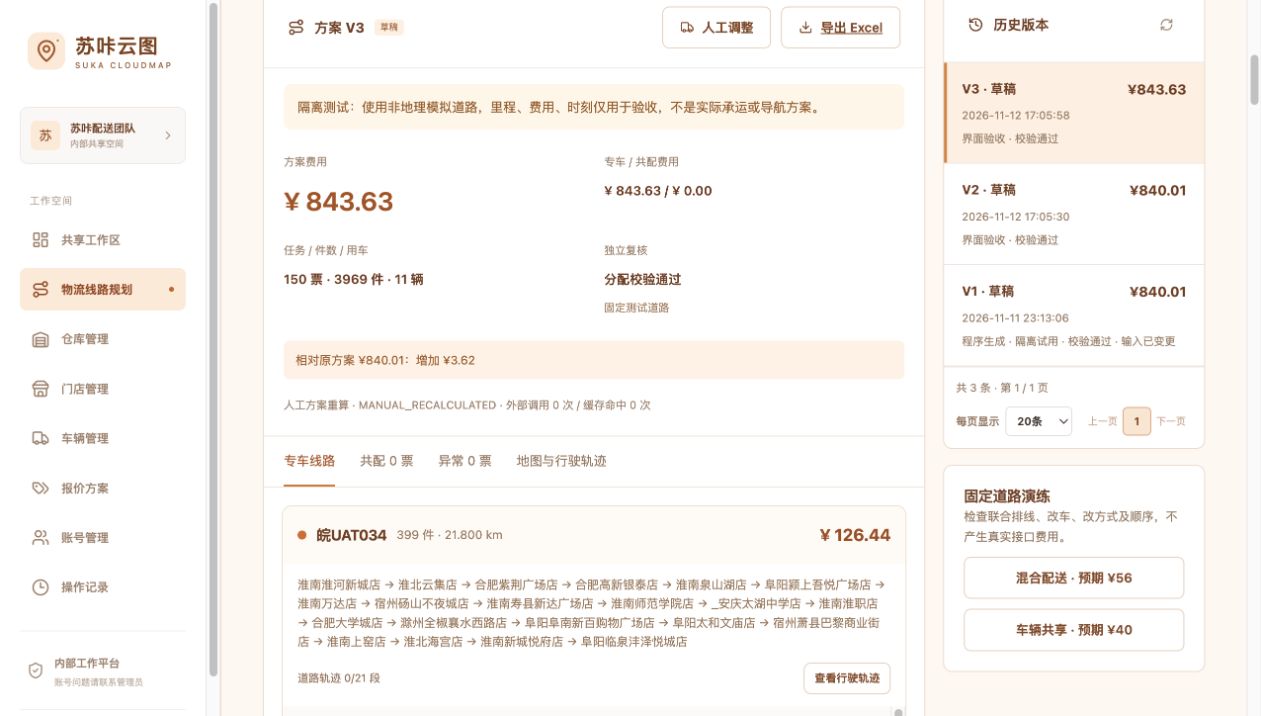 苏咔云图
SUKA CLOUDMAP
苏
苏咔配送团队
内部共享空间
工作空间
共享工作区
物流线路规划
仓库管理
门店管理
车辆管理
报价方案
账号管理
操作记录
内部工作平台
账号问题请联系管理员
方案 V3 草稿
人工调整
导出 Excel
隔离测试：使用非地理模拟道路，里程、费用、时刻仅用于验收，不是实际承运或导航方案。
方案费用
¥ 843.63
专车 / 共配费用
¥ 843.63 / ¥ 0.00
任务 / 件数 / 用车
150 票 · 3969 件 · 11 辆
独立复核
分配校验通过
固定测试道路
相对原方案 ¥840.01：增加 ¥3.62
人工方案重算 · MANUAL_RECALCULATED · 外部调用 0 次 / 缓存命中 0 次
专车线路 共配 0 票 异常 0 票 地图与行驶轨迹
皖UAT034 399 件 · 21.800 km ¥ 126.44
淮南淮河新城店 → 淮北云集店 → 合肥紫荆广场店 → 合肥高新银泰店 → 淮南泉山湖店 → 阜阳颍上吾悦广场店 →
淮南万达店 → 宿州砀山不夜城店 → 淮南寿县新达广场店 → 淮南师范学院店 → _安庆太湖中学店 → 淮南淮职店
→ 合肥大学城店 → 滁州全椒襄水西路店 → 阜阳阜南新百购物广场店 → 阜阳太和文庙店 → 宿州萧县巴黎商业街
店 → 淮南上窑店 → 淮北海宫店 → 淮南新城悦府店 → 阜阳临泉沣泽悦城店
道路轨迹 0/21 段
查看行驶轨迹
历史版本
V3 · 草稿 ¥843.63
2026-11-12 17:05:58
界面验收 · 校验通过
V2 · 草稿 ¥840.01
2026-11-12 17:05:30
界面验收 · 校验通过
V1 · 草稿 ¥840.01
2026-11-11 23:13:06
程序生成 · 隔离试用 · 校验通过 · 输入已变更
共 3 条 · 第 1 / 1 页
每页显示 20条 上一页 1 下一页
固定道路演练
检查联合排线、改车、改方式及顺序，不
产生真实接口费用。
混合配送 · 预期 ¥56
车辆共享 · 预期 ¥40